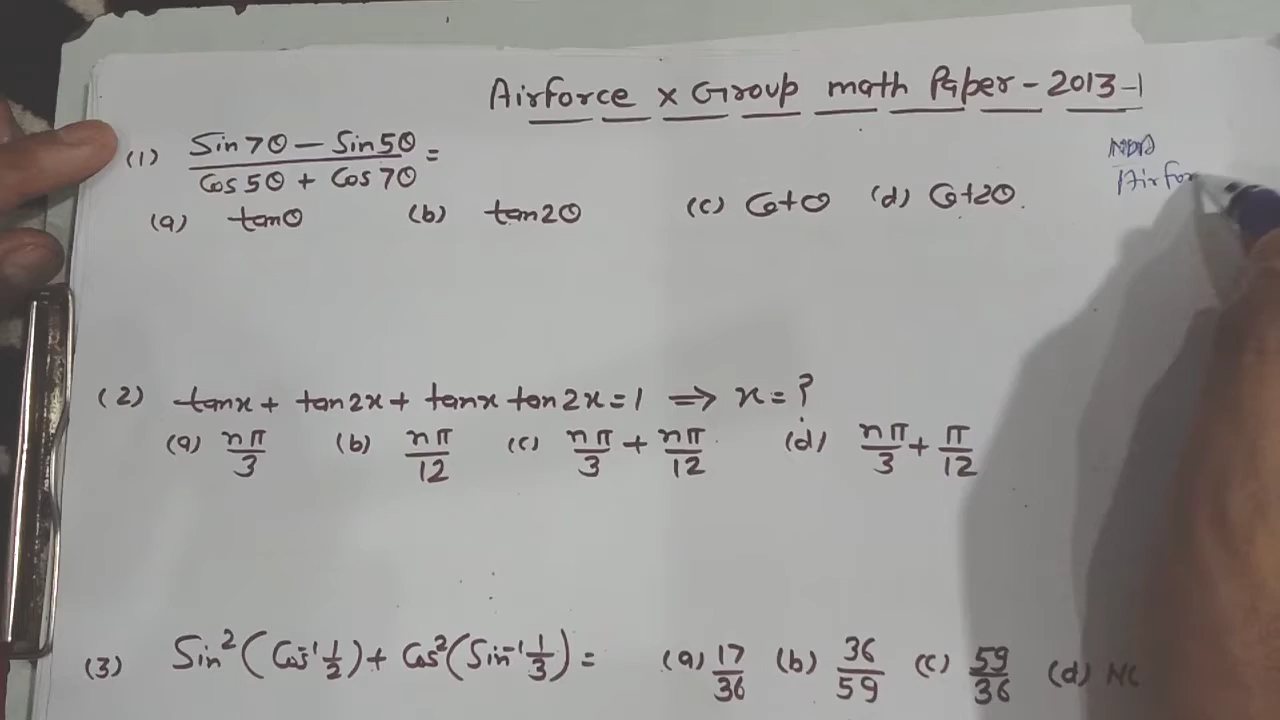 Airforce x Group math Paper - 2013-1
NDA
Airfor
(1) Sin7θ − Sin5θ / Cos5θ + Cos7θ =
(a) tanθ (b) tan2θ (c) Cotθ (d) Cot2θ.
(2) tanx + tan2x + tanx tan2x = 1 ⇒ x = ?
(a) nπ/3 (b) nπ/12 (c) nπ/3 + nπ/12 (d) nπ/3 + π/12
(3) Sin²(Cos⁻¹ 1/2) + Cos²(Sin⁻¹ 1/3) = (a) 17/36 (b) 36/59 (c) 59/36 (d)